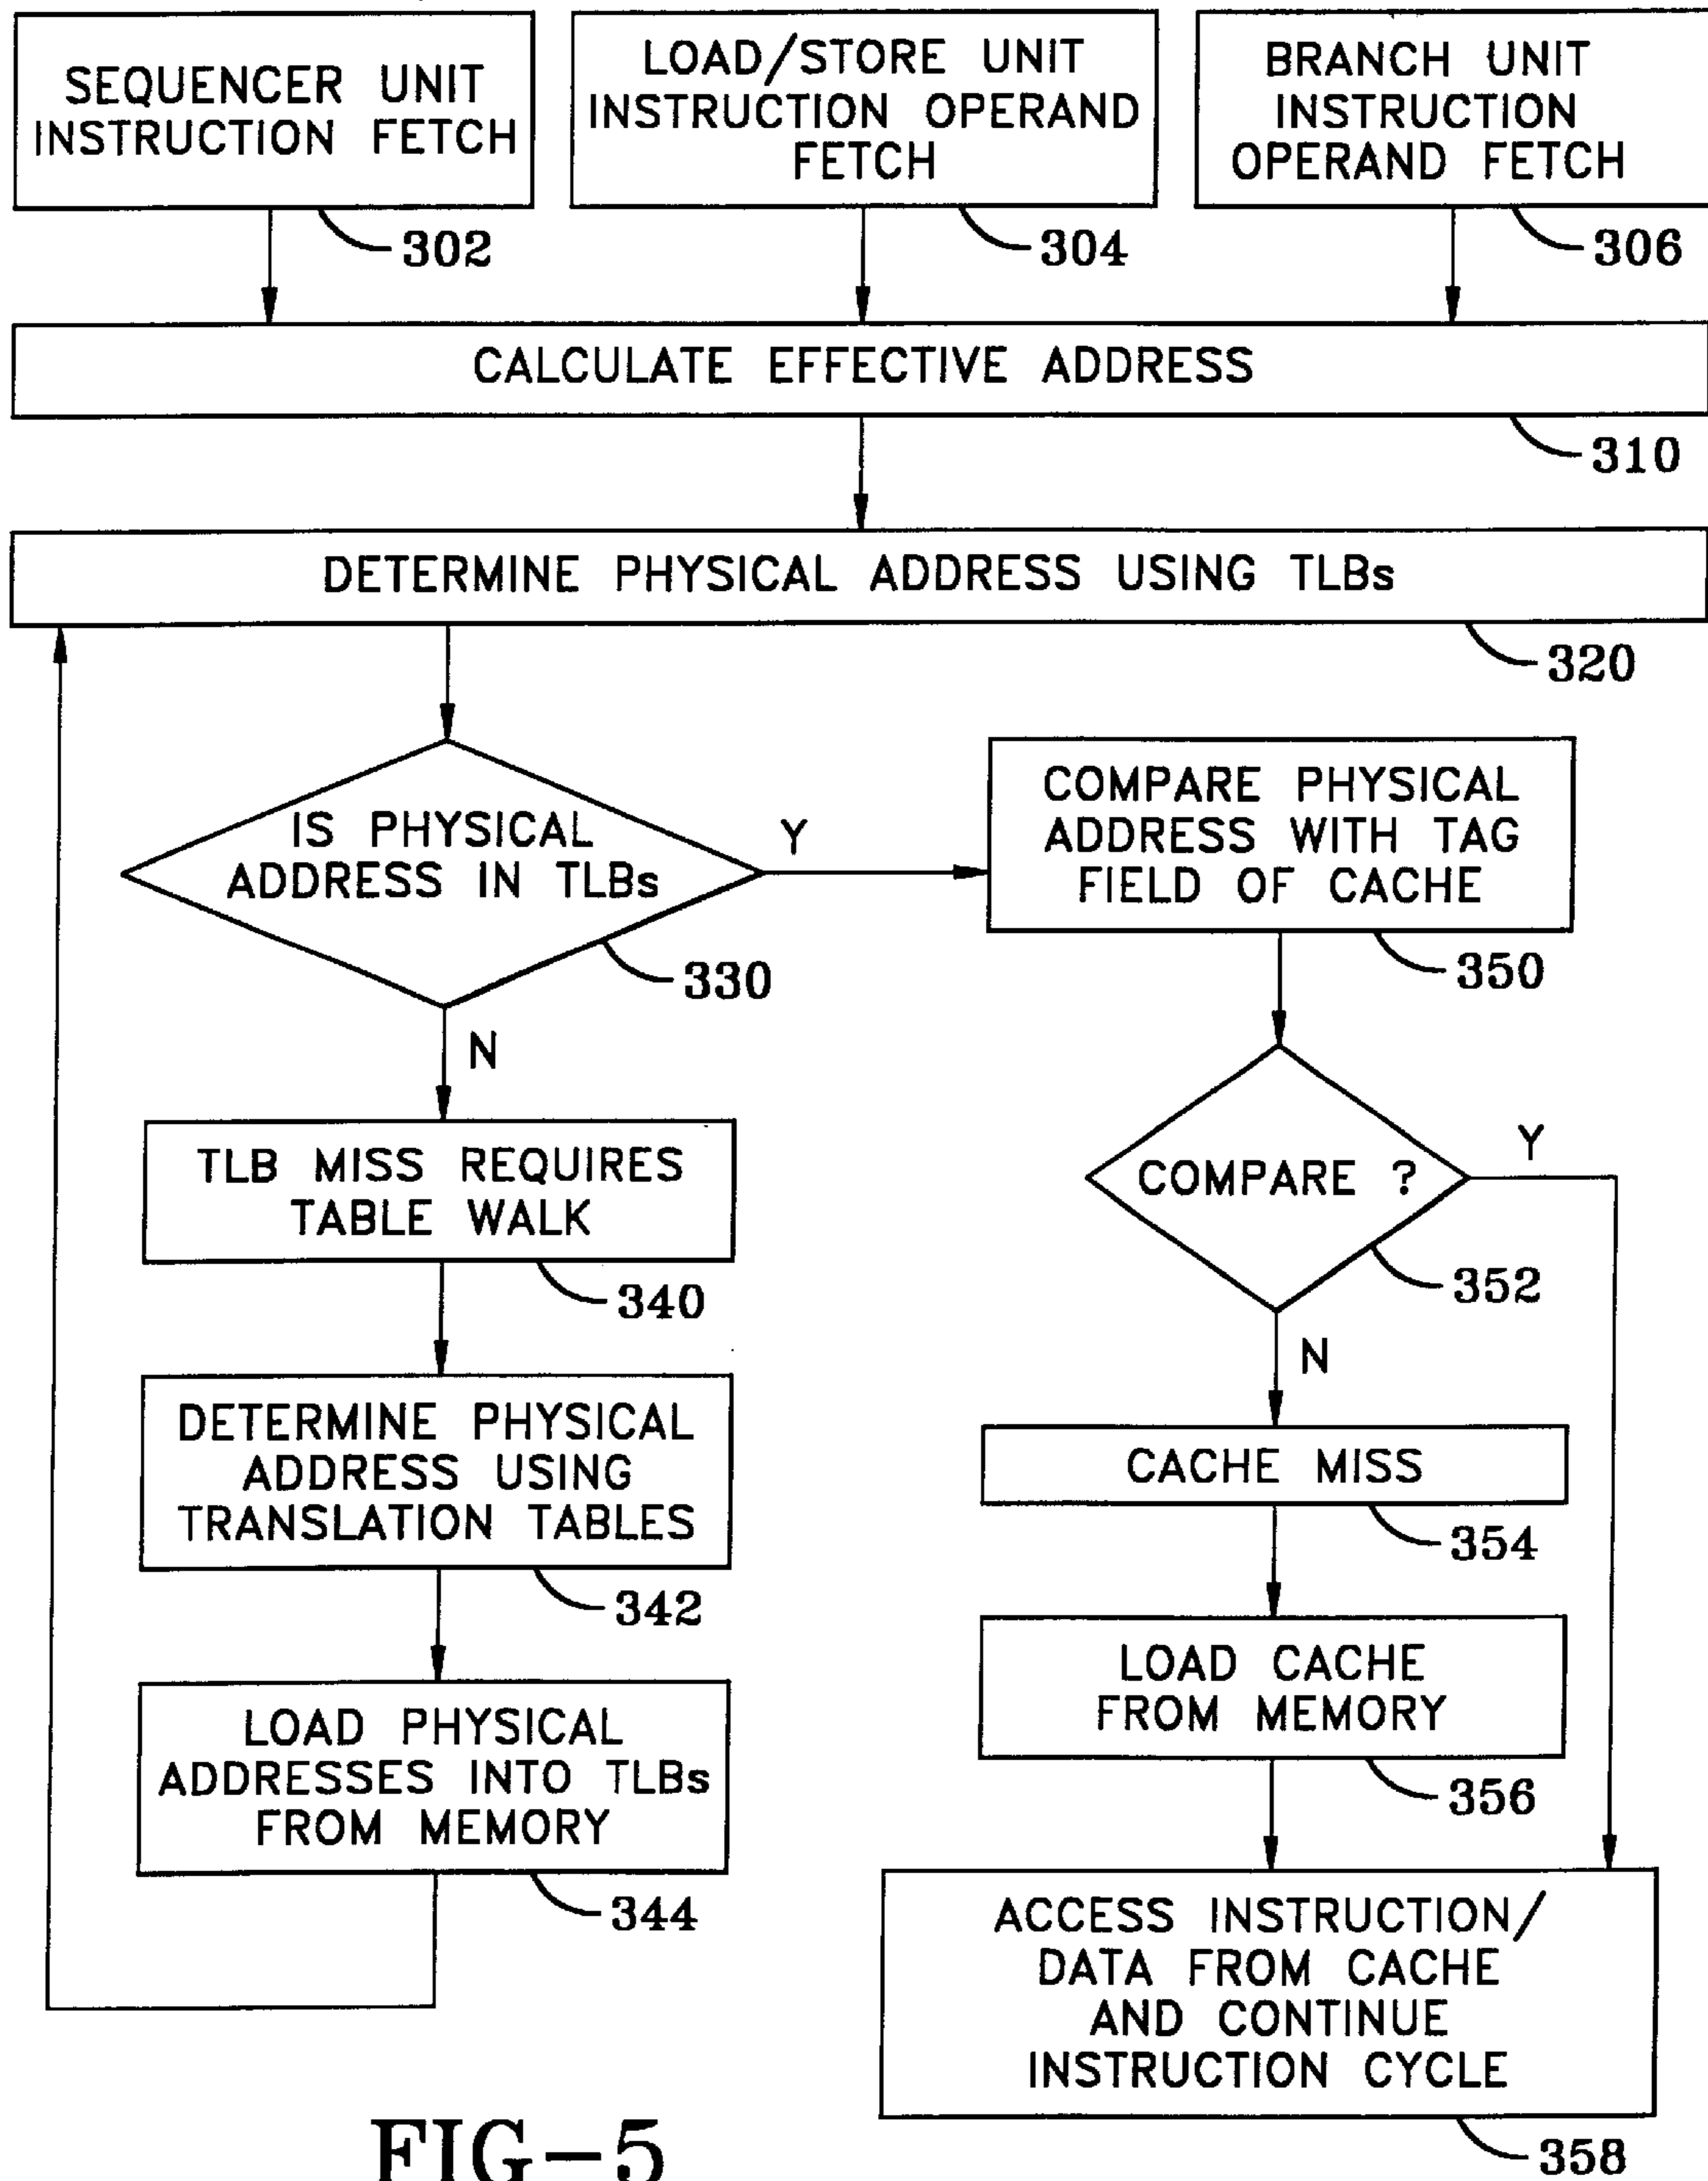 SEQUENCER UNIT
INSTRUCTION FETCH
302
LOAD/STORE UNIT
INSTRUCTION OPERAND
FETCH
304
BRANCH UNIT
INSTRUCTION
OPERAND FETCH
306
CALCULATE EFFECTIVE ADDRESS
310
DETERMINE PHYSICAL ADDRESS USING TLBs
320
IS PHYSICAL
ADDRESS IN TLBs
330
Y
N
TLB MISS REQUIRES
TABLE WALK
340
DETERMINE PHYSICAL
ADDRESS USING
TRANSLATION TABLES
342
LOAD PHYSICAL
ADDRESSES INTO TLBs
FROM MEMORY
344
COMPARE PHYSICAL
ADDRESS WITH TAG
FIELD OF CACHE
350
COMPARE ?
352
Y
N
CACHE MISS
354
LOAD CACHE
FROM MEMORY
356
ACCESS INSTRUCTION/
DATA FROM CACHE
AND CONTINUE
INSTRUCTION CYCLE
358
FIG-5